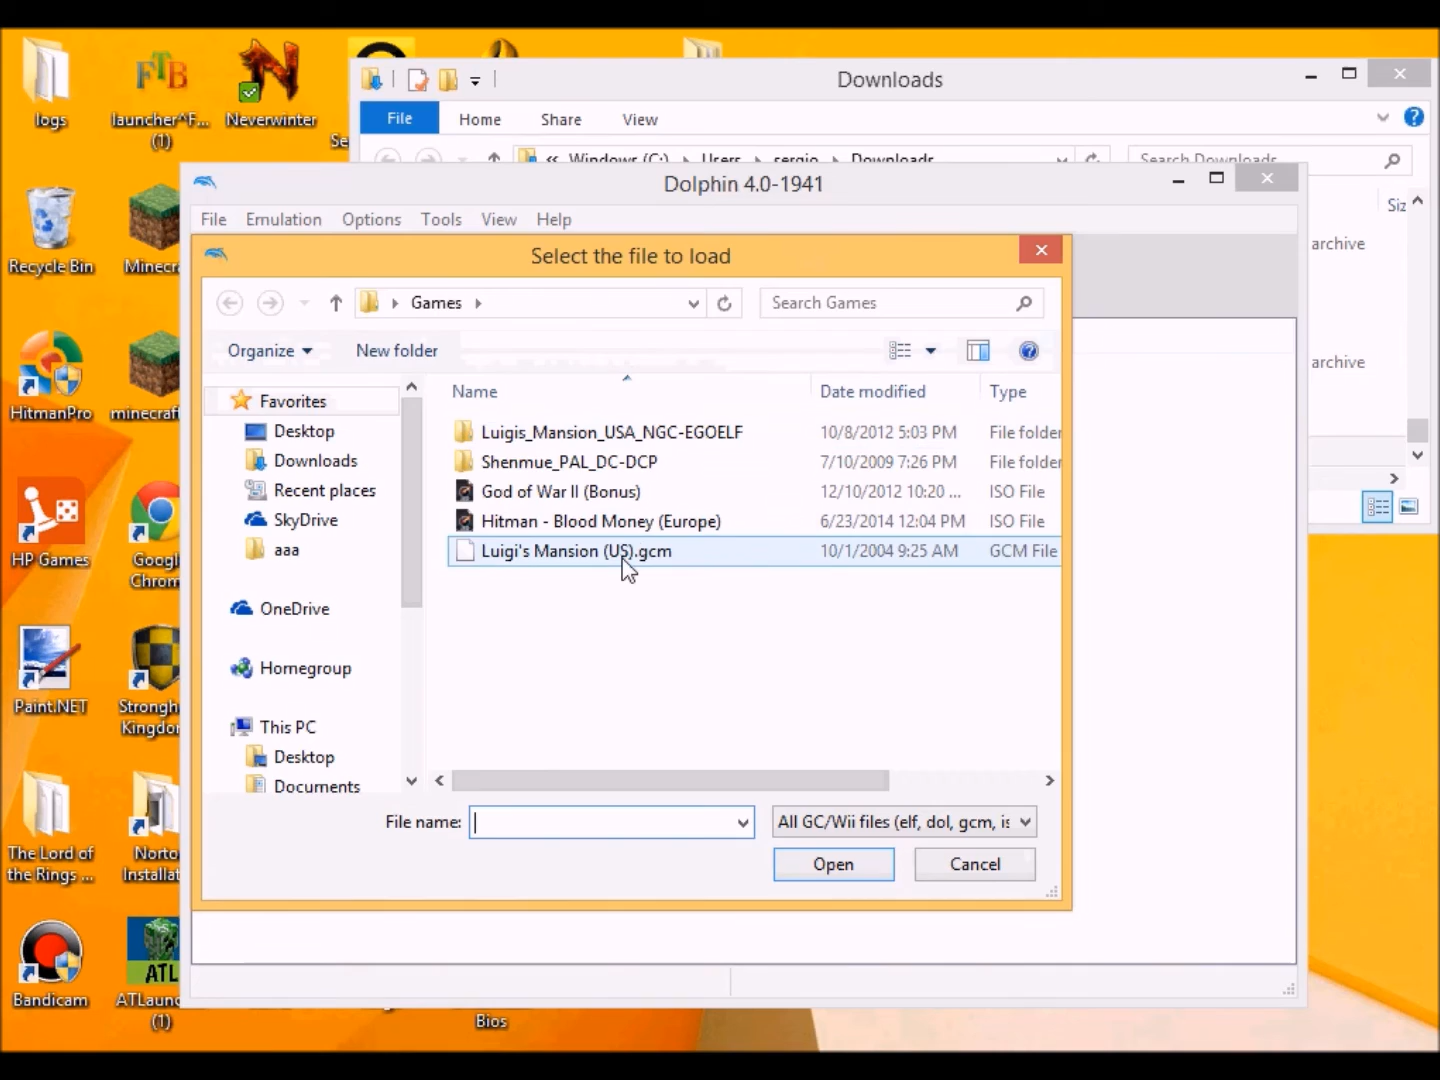 logs
launcher^F...
(1)
Neverwinter
Recycle Bin
HitmanPro
HP Games
Google
Chrom
Paint.NET
Strongh
Kingdom
The Lord of
the Rings ...
Norto
Installat
Bandicam
ATL
ATLaunc
(1)
Bios
FTB
Se
Minecr
minecraft
Downloads
File
Home
Share
View
« Windows (C:)
Users
sergio
Downloads
Search Downloads
Siz
archive
archive
Dolphin 4.0-1941
File
Emulation
Options
Tools
View
Help
Select the file to load
Games
Search Games
Organize
New folder
Favorites
Desktop
Downloads
Recent places
SkyDrive
aaa
OneDrive
Homegroup
This PC
Desktop
Documents
Name
Date modified
Type
Luigis_Mansion_USA_NGC-EGOELF
10/8/2012 5:03 PM
File folder
Shenmue_PAL_DC-DCP
7/10/2009 7:26 PM
File folder
God of War II (Bonus)
12/10/2012 10:20 ...
ISO File
Hitman - Blood Money (Europe)
6/23/2014 12:04 PM
ISO File
Luigi's Mansion (US).gcm
10/1/2004 9:25 AM
GCM File
File name:
All GC/Wii files (elf, dol, gcm, is
Open
Cancel